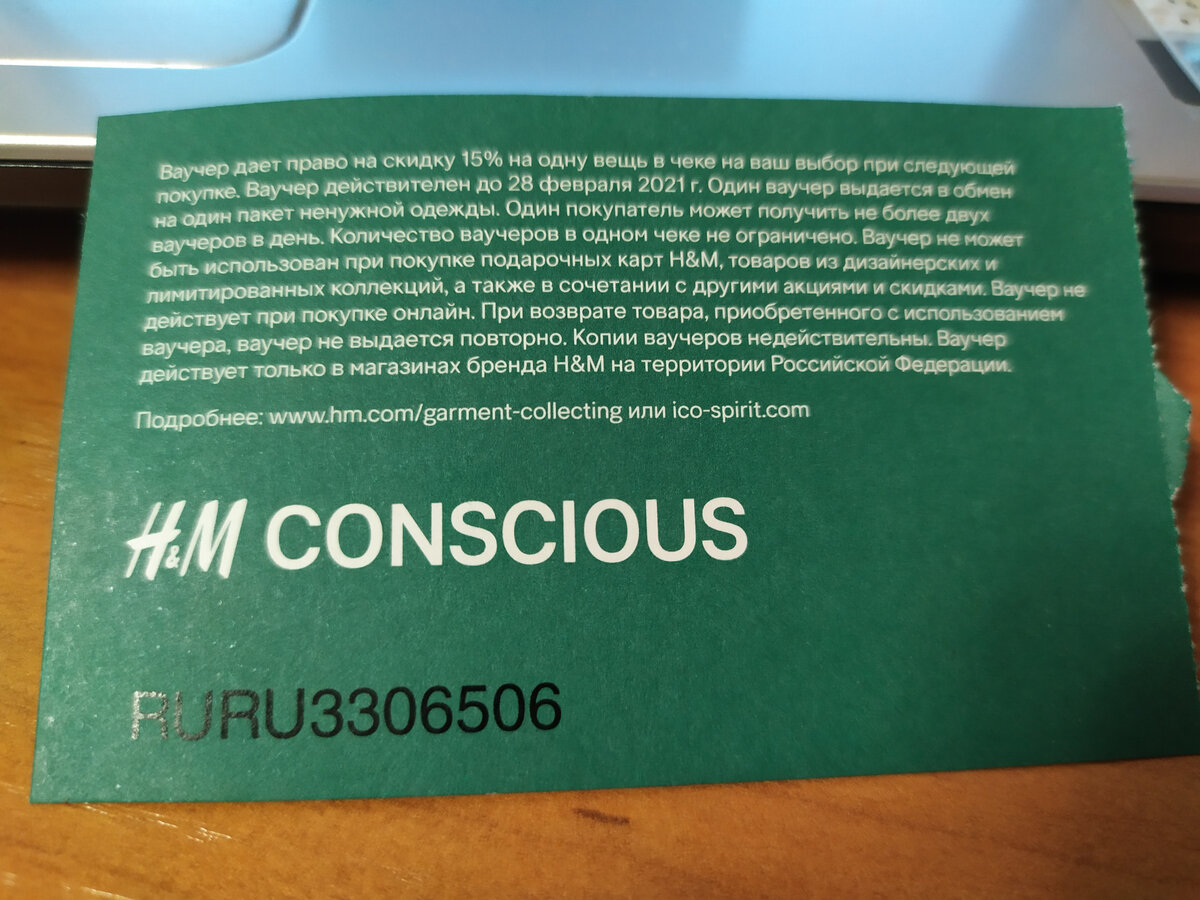 Ваучер дает право на скидку 15% на одну вещь в чеке на ваш выбор при следующей
покупке. Ваучер действителен до 28 февраля 2021 г. Один ваучер выдается в обмен
на один пакет ненужной одежды. Один покупатель может получить не более двух
ваучеров в день. Количество ваучеров в одном чеке не ограничено. Ваучер не может
быть использован при покупке подарочных карт H&M, товаров из дизайнерских и
лимитированных коллекций, а также в сочетании с другими акциями и скидками. Ваучер не
действует при покупке онлайн. При возврате товара, приобретенного с использованием
ваучера, ваучер не выдается повторно. Копии ваучеров недействительны. Ваучер
действует только в магазинах бренда H&M на территории Российской Федерации.
Подробнее: www.hm.com/garment-collecting или ico-spirit.com
H&M CONSCIOUS
RURU3306506